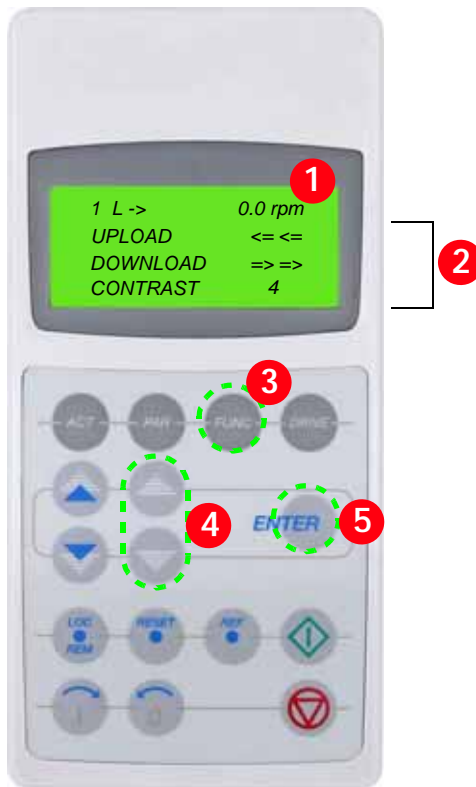 1
1 L -> 0.0 rpm
UPLOAD <= <=
DOWNLOAD => =>
CONTRAST 4
2
3
ACT PAR FUNC DRIVE
4
ENTER 5
LOC
REM
RESET REF
I 0